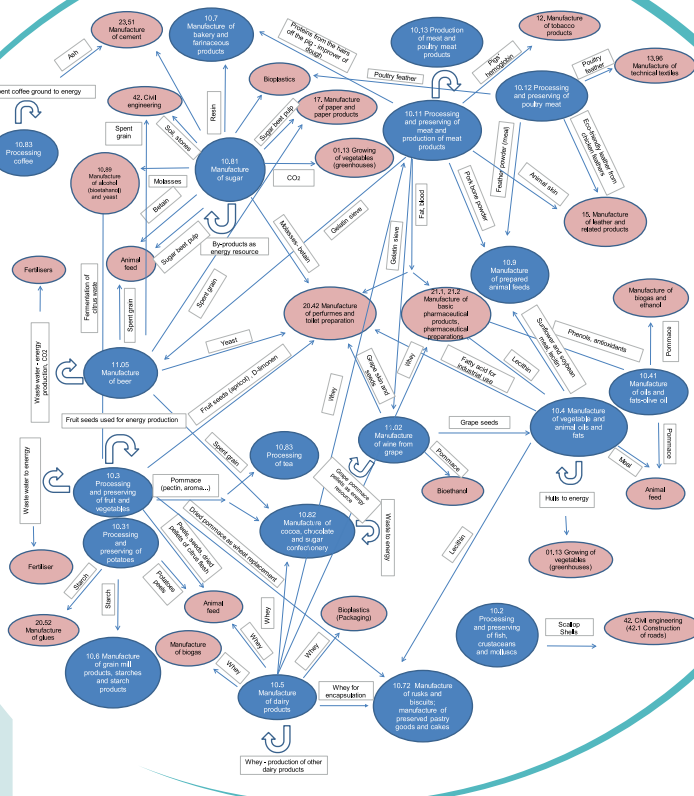 23,51
Manufacture
of cement
10.7
Manufacture of
bakery and
farinaceous
products
Proteins from the heirs
off the pig - improver of
dough
10,13 Production
of meat and
poultry meat
products
12, Manufacture
of tobacco
products
Pigs'
hemoglobin
Ash
ent coffee ground to energy
Bioplastics
Poultry feather
10.12 Processing
and preserving of
poultry meat
Poultry
feather
13,96
Manufacture of
technical textiles
42. Civil
engineering
Resin
17. Manufacture
of paper and
paper products
Sugar beet pulp
10.11 Processing
and preserving of
meat and
production of meat
products
10.83
Processing
coffee
Spent
grain
Soil, stones
Eco-friendly leather from
chicken feathers
10,89
Manufacture
of alcohol
(bioetahanol)
and yeast
Molasses
10.81
Manufacture
of sugar
01,13 Growing
of vegetables
(greenhouses)
CO2
Feather powder (meal)
Animal skin
Pork bone powder
Betain
Sugar beet pulp
By-products as
energy resource
Molasses- betain
Gelatin sieve
Fat, blood
Gelatin sieve
15. Manufacture
of leather and
related products
Fertilisers
Animal
feed
Fermentation of
citrus waste
Spent grain
Spent grain
10.9
Manufacture
of prepared
animal feeds
20.42 Manufacture
of perfurmes and
toilet preparation
21.1, 21.2
Manufacture of
basic
pharmaceutical
products,
pharmaceutical
preparations
Manufacture of
biogas and
ethanol
Waste water - energy
production, CO2
Yeast
Phenols, antioxidants
Sunflower and soybean
meal, lecitin
Pommace
11.05
Manufacture
of beer
Fruit seeds (apricot)
D-limonen
Whey
Grape skin and
seeds
Whey
Fatty acid for
industrial use
Lecithin
10.41
Manufacture
of oils and
fats-olive oil
Fruit seeds used for energy production
10.4 Manufacture
of vegetable and
animal oils and
fats
11.02
Manufacture
of wine from
grape
Grape seeds
Pommace
Spent grain
10.83
Processing
of tea
Waste water to energy
10.3
Processing
and preserving
of fruit and
vegetables
Pommace
(pectin, aroma...)
Pommace
Bioethanol
Meal
Animal
feed
Grape pommace
pellets as energy
resource
Hulls to energy
10.31
Processing
and preserving
of potatoes
Dried pommace as wheat replacement
Peels, seeds, dried
pellets of citrus flesh
10.82
Manufacture of
cocoa, chocolate
and sugar
confectionery
Waste to
energy
Lecithin
01,13 Growing of
vegetables
(greenhouses)
Fertiliser
Starch
Starch
Potatoes
peels
Animal
feed
Whey
Bioplastics
(Packaging)
10.2
Processing
and preserving
of fish,
crustaceans
and molluscs
Scallop
Shells
42. Civil engineering
(42.1 Construction
of roads)
20,52
Manufacture
of glues
Manufacture
of biogas
Whey
Whey
Whey
10.6 Manufacture
of grain mill
products, starches
and starch
products
10.5
Manufacture
of dairy
products
Whey for
encapsulation
10.72 Manufacture
of rusks and
biscuits;
manufacture of
preserved pastry
goods and cakes
Whey - production of other
dairy products